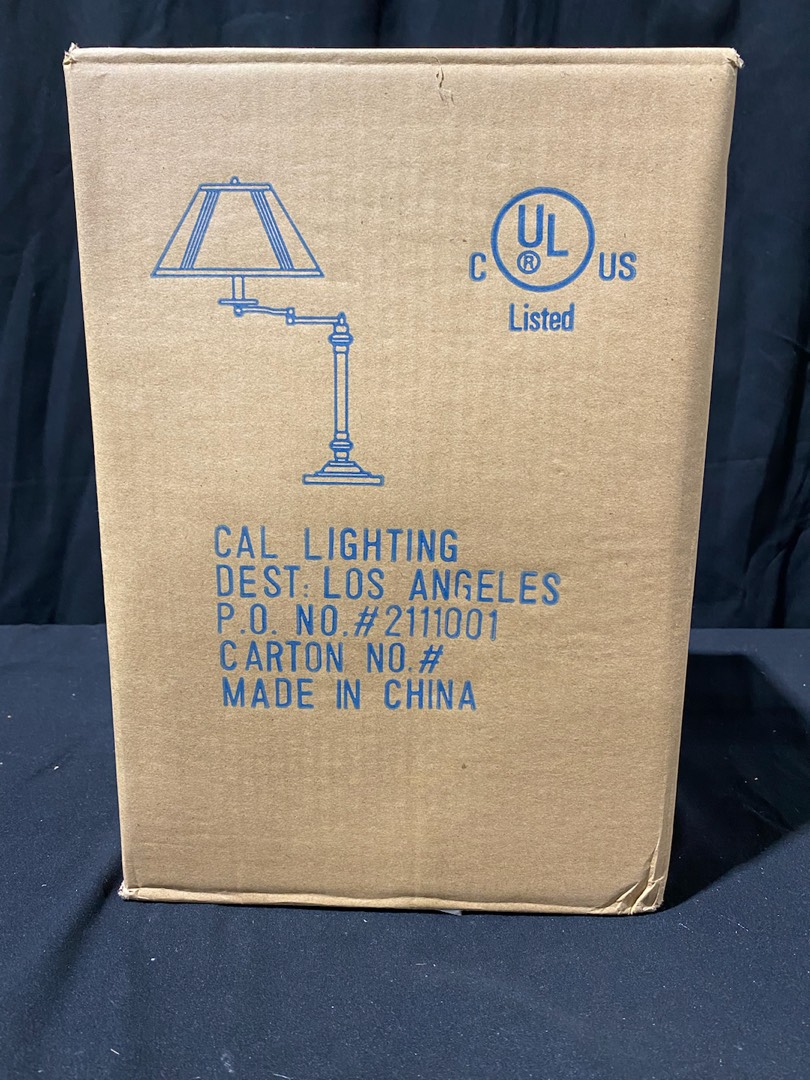 C UL ® US
Listed
CAL LIGHTING
DEST: LOS ANGELES
P.O. NO.#2111001
CARTON NO.#
MADE IN CHINA